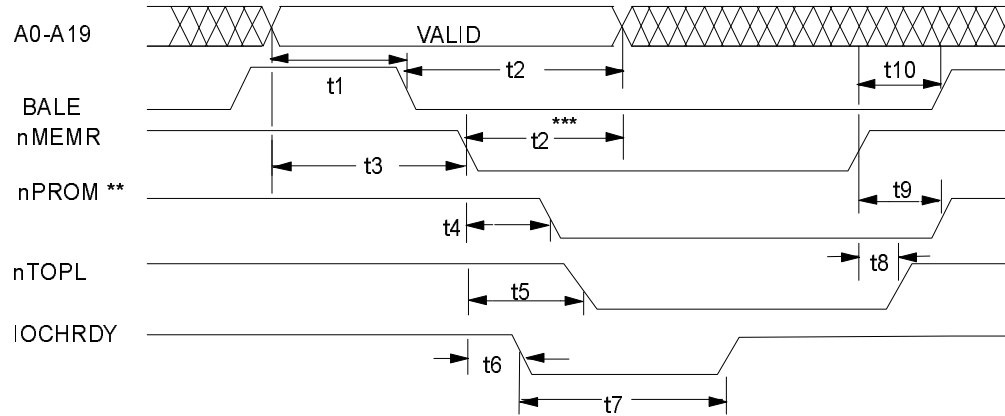 A0-A19
VALID
t1
t2
t10
BALE
***
nMEMR
t2
t3
nPROM **
t9
t4
nTOPL
t8
t5
IOCHRDY
t6
t7